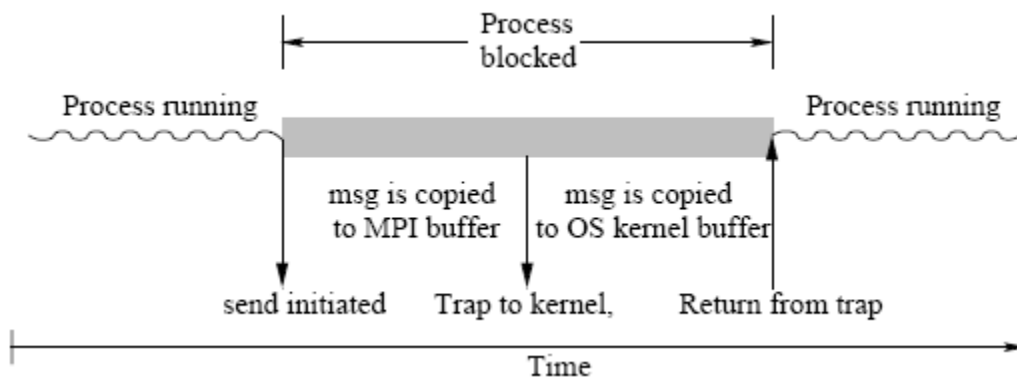 Process
blocked
Process running
Process running
msg is copied
to MPI buffer
msg is copied
to OS kernel buffer
send initiated
Trap to kernel,
Return from trap
Time